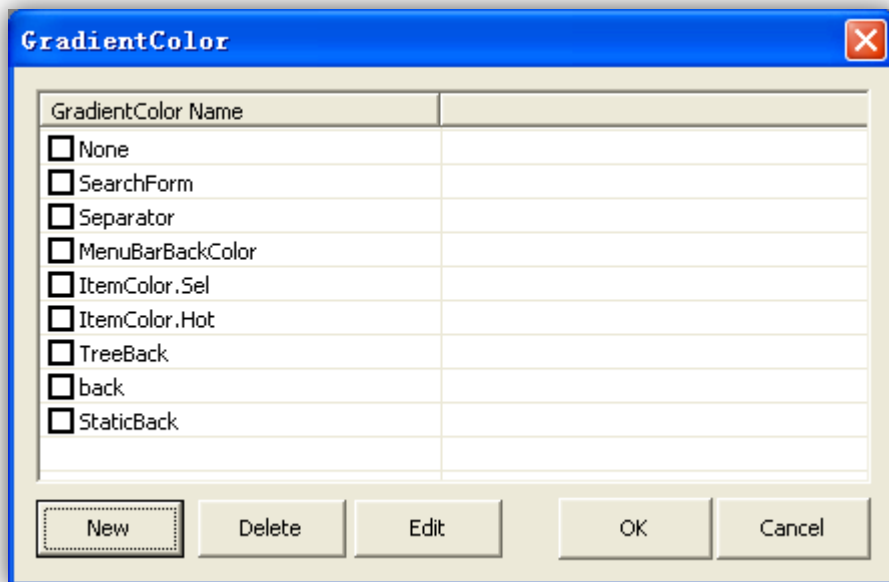 GradientColor
GradientColor Name
None
SearchForm
Separator
MenuBarBackColor
ItemColor.Sel
ItemColor.Hot
TreeBack
back
StaticBack
New Delete Edit OK Cancel